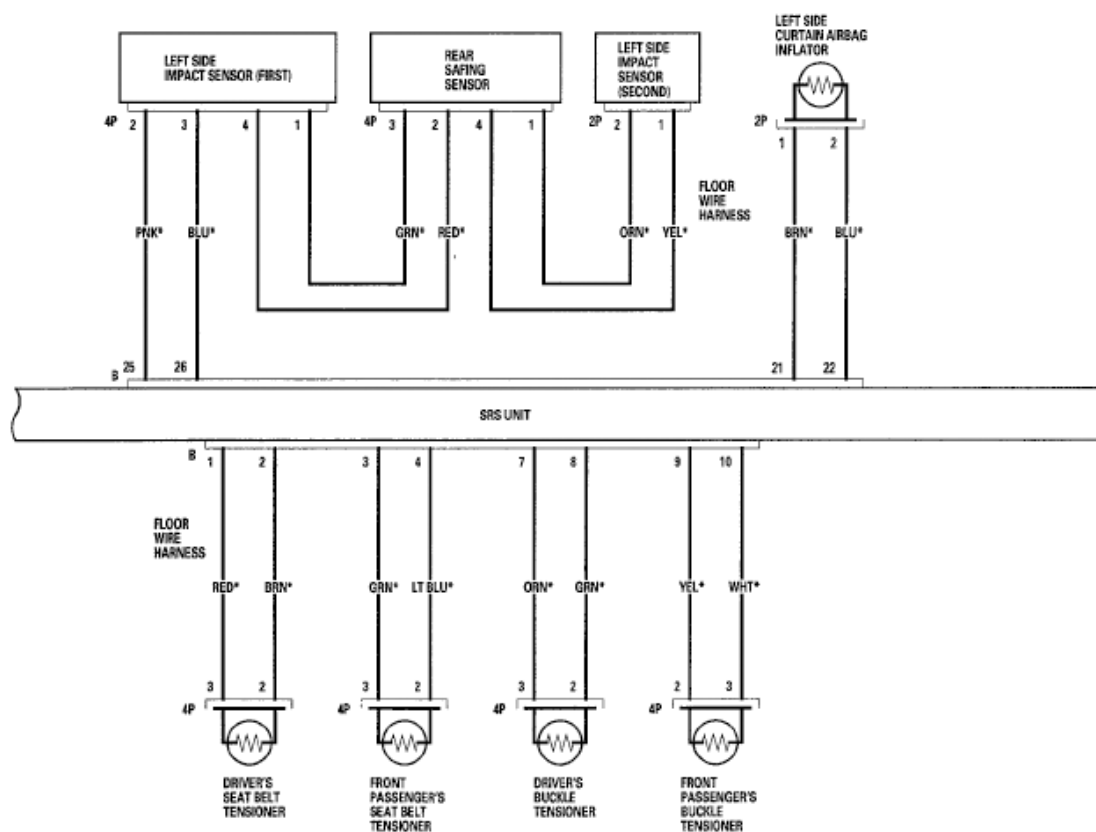 LEFT SIDE
IMPACT SENSOR (FIRST)
REAR
SAFING
SENSOR
LEFT SIDE
IMPACT
SENSOR
(SECOND)
LEFT SIDE
CURTAIN AIRBAG
INFLATOR
4P 2 3 4 1
4P 3 2 4 1
2P 2 1
2P 1 2
FLOOR
WIRE
HARNESS
PNK* BLU* GRN* RED* ORN* YEL* BRN* BLU*
B 25 26 21 22
SRS UNIT
B 1 2 3 4 7 8 9 10
FLOOR
WIRE
HARNESS
RED* BRN* GRN* LT BLU* ORN* GRN* YEL* WHT*
4P 3 2
4P 3 2
4P 3 2
4P 2 3
DRIVER'S
SEAT BELT
TENSIONER
FRONT
PASSENGER'S
SEAT BELT
TENSIONER
DRIVER'S
BUCKLE
TENSIONER
FRONT
PASSENGER'S
BUCKLE
TENSIONER